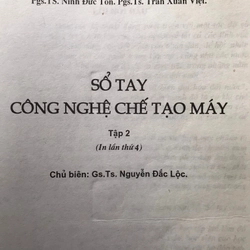 Pgs.TS. Ninh Đức Tốn. Pgs.Ts. Trần Xuân Việt.
SỔ TAY
CÔNG NGHỆ CHẾ TẠO MÁY
Tập 2
(In lần thứ 4)
Chủ biên: Gs.Ts. Nguyễn Đắc Lộc.